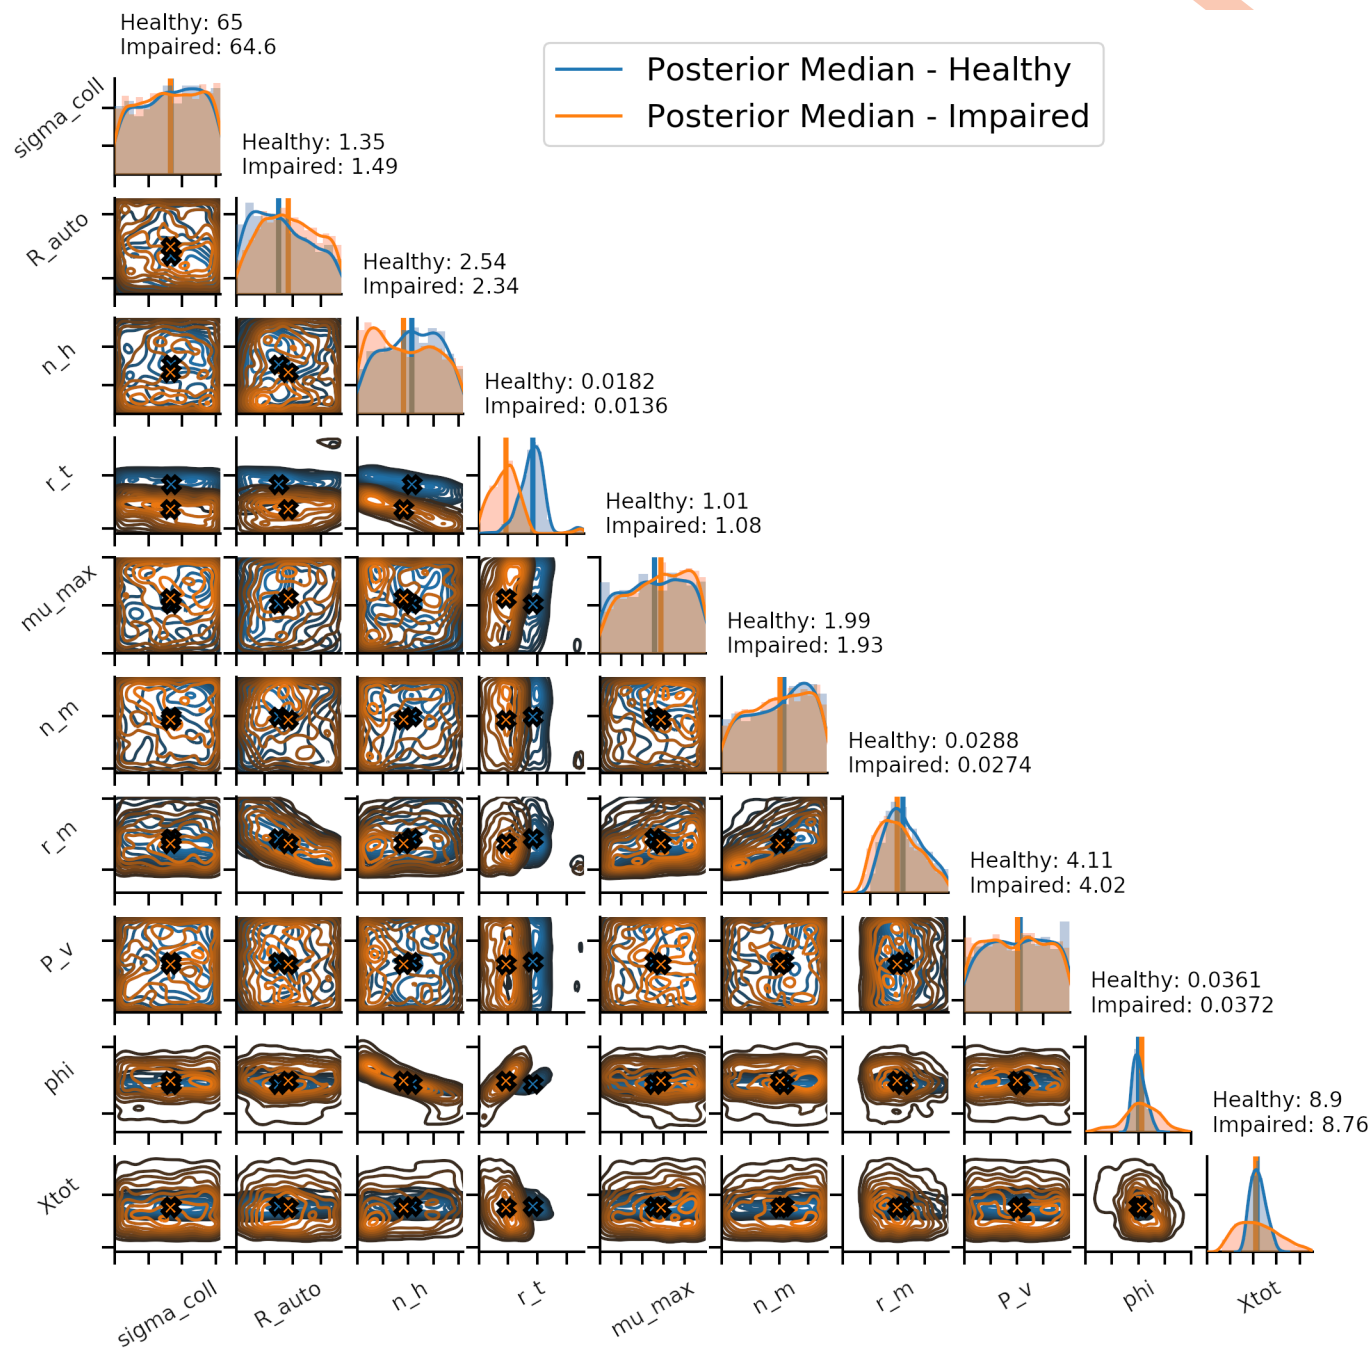 Healthy: 65
Impaired: 64.6
Posterior Median - Healthy
Posterior Median - Impaired
sigma_coll
Healthy: 1.35
Impaired: 1.49
R_auto
Healthy: 2.54
Impaired: 2.34
n_h
Healthy: 0.0182
Impaired: 0.0136
r_t
Healthy: 1.01
Impaired: 1.08
mu_max
Healthy: 1.99
Impaired: 1.93
n_m
Healthy: 0.0288
Impaired: 0.0274
r_m
Healthy: 4.11
Impaired: 4.02
P_v
Healthy: 0.0361
Impaired: 0.0372
phi
Healthy: 8.9
Impaired: 8.76
Xtot
sigma_coll
R_auto
n_h
r_t
mu_max
n_m
r_m
P_v
phi
Xtot